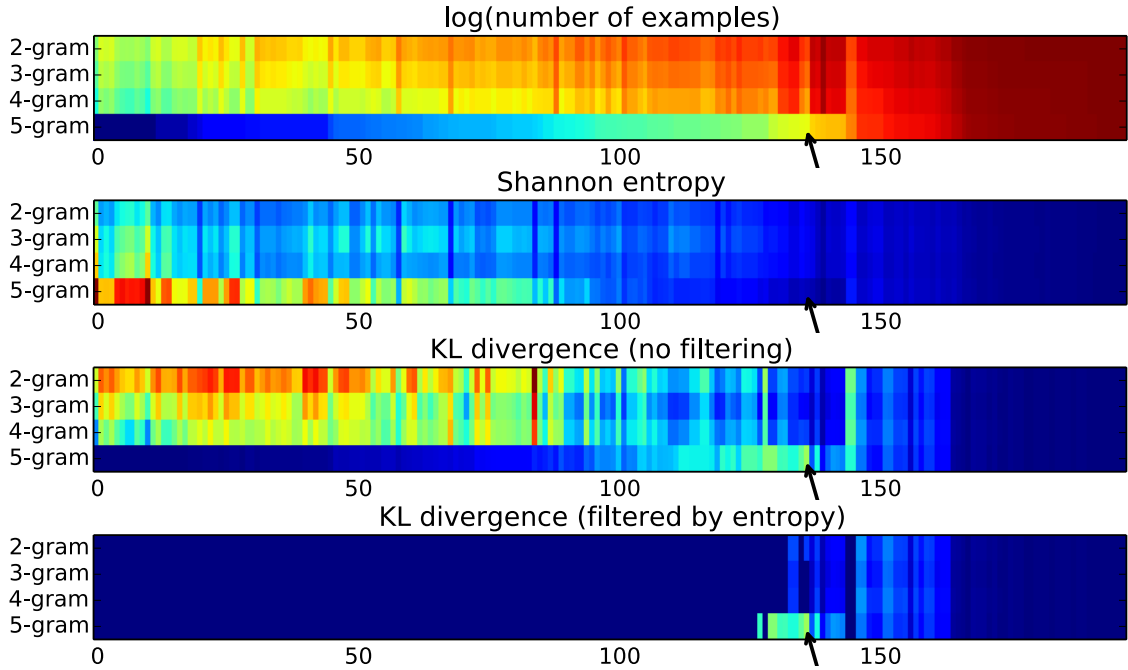 log(number of examples)
2-gram
3-gram
4-gram
5-gram
0 50 100 150
Shannon entropy
2-gram
3-gram
4-gram
5-gram
0 50 100 150
KL divergence (no filtering)
2-gram
3-gram
4-gram
5-gram
0 50 100 150
KL divergence (filtered by entropy)
2-gram
3-gram
4-gram
5-gram
0 50 100 150